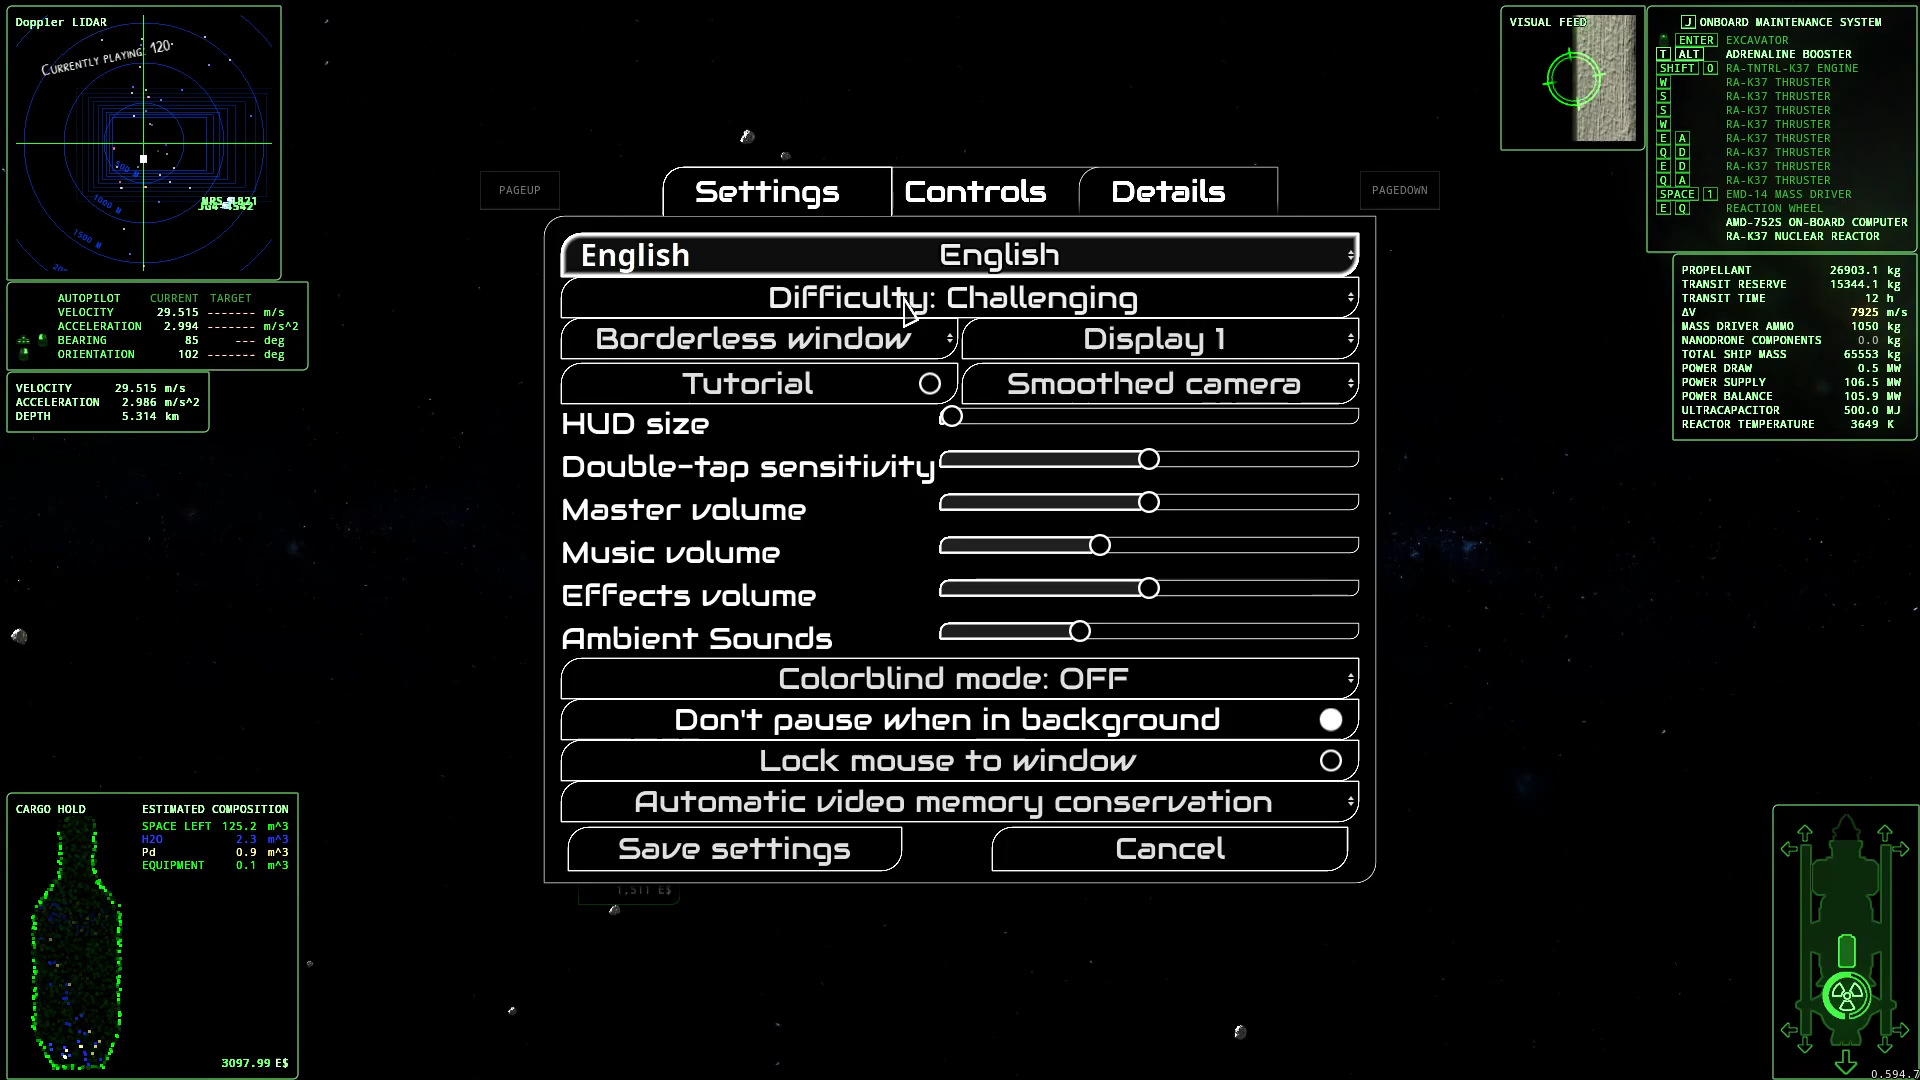 Doppler LIDAR
Currently playing: 120·
500 M
1000 M
1500 M
AUTOPILOT CURRENT TARGET
VELOCITY 29.515 ------- m/s
ACCELERATION 2.994 ------- m/s^2
BEARING 85 --- deg
ORIENTATION 102 ------- deg
VELOCITY 29.515 m/s
ACCELERATION 2.986 m/s^2
DEPTH 5.314 km
CARGO HOLD
ESTIMATED COMPOSITION
SPACE LEFT 125.2 m^3
H2O 2.3 m^3
Pd 0.9 m^3
EQUIPMENT 0.1 m^3
3097.99 E$
PAGEUP
Settings
Controls
Details
PAGEDOWN
English English
Difficulty: Challenging
Borderless window
Display 1
Tutorial
Smoothed camera
HUD size
Double-tap sensitivity
Master volume
Music volume
Effects volume
Ambient Sounds
Colorblind mode: OFF
Don't pause when in background
Lock mouse to window
Automatic video memory conservation
Save settings
Cancel
1,511 E$
VISUAL FEED
J ONBOARD MAINTENANCE SYSTEM
ENTER EXCAVATOR
T ALT ADRENALINE BOOSTER
SHIFT 0 RA-TNTRL-K37 ENGINE
W RA-K37 THRUSTER
S RA-K37 THRUSTER
S RA-K37 THRUSTER
W RA-K37 THRUSTER
E A RA-K37 THRUSTER
Q D RA-K37 THRUSTER
E D RA-K37 THRUSTER
Q A RA-K37 THRUSTER
SPACE 1 EMD-14 MASS DRIVER
E Q REACTION WHEEL
AMD-752S ON-BOARD COMPUTER
RA-K37 NUCLEAR REACTOR
PROPELLANT 26903.1 kg
TRANSIT RESERVE 15344.1 kg
TRANSIT TIME 12 h
ΔV 7925 m/s
MASS DRIVER AMMO 1050 kg
NANODRONE COMPONENTS 0.0 kg
TOTAL SHIP MASS 65553 kg
POWER DRAW 0.5 MW
POWER SUPPLY 106.5 MW
POWER BALANCE 105.9 MW
ULTRACAPACITOR 500.0 MJ
REACTOR TEMPERATURE 3649 K
0.594.7